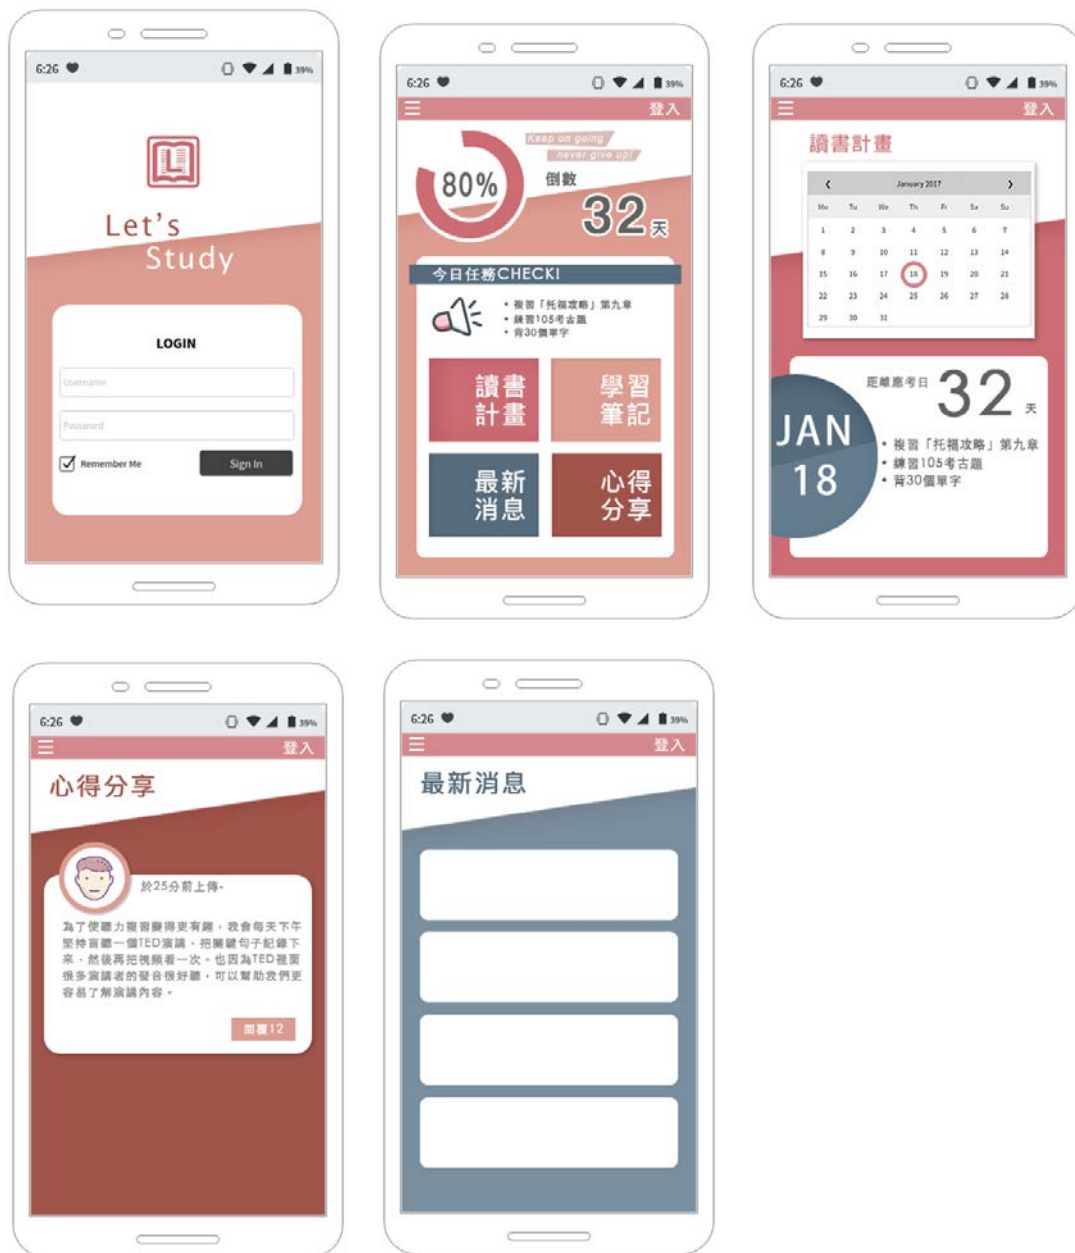 6:26
39%
Let's
Study
LOGIN
Username
Password
Remember Me
Sign In
6:26
39%
登入
Keep on going
never give up!
80%
倒數
32天
今日任務CHECK!
• 複習「托福攻略」第九章
• 練習105考古題
• 背30個單字
讀書
計畫
學習
筆記
最新
消息
心得
分享
6:26
39%
登入
讀書計畫
January 2017
Mo Tu We Th Fr Sa Su
1 2 3 4 5 6 7
8 9 10 11 12 13 14
15 16 17 18 19 20 21
22 23 24 25 26 27 28
29 30 31
距離應考日 32 天
JAN
18
• 複習「托福攻略」第九章
• 練習105考古題
• 背30個單字
6:26
39%
登入
心得分享
於25分前上傳-
為了使聽力複習變得更有趣，我會每天下午
堅持盲聽一個TED演講，把關鍵句子記錄下
來，然後再把視頻看一次。也因為TED裡面
很多演講者的發音很好聽，可以幫助我們更
容易了解演講內容。
回覆12
6:26
39%
登入
最新消息